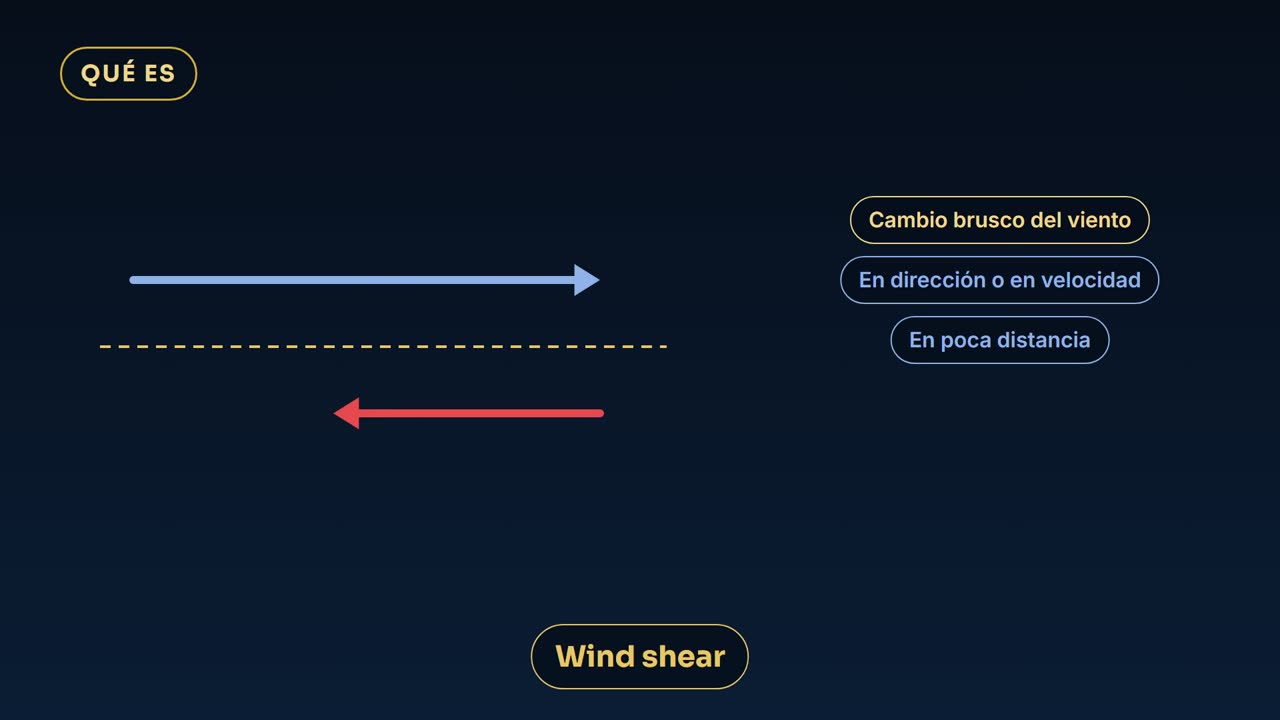 QUÉ ES
Cambio brusco del viento
En dirección o en velocidad
En poca distancia
Wind shear